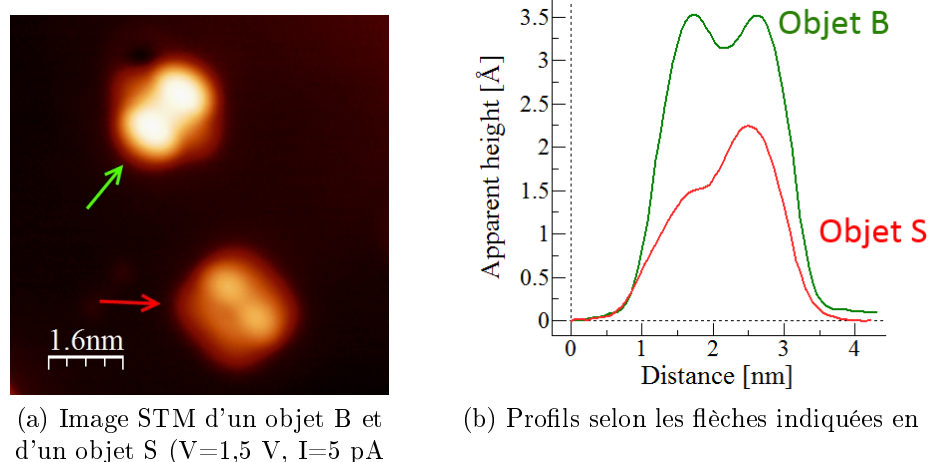 1.6nm
3.5
3
2.5
2
1.5
1
0.5
0
Apparent height [Å]
Objet B
Objet S
0 1 2 3 4
Distance [nm]
(a) Image STM d'un objet B et
d'un objet S (V=1,5 V, I=5 pA
(b) Profils selon les flèches indiquées en